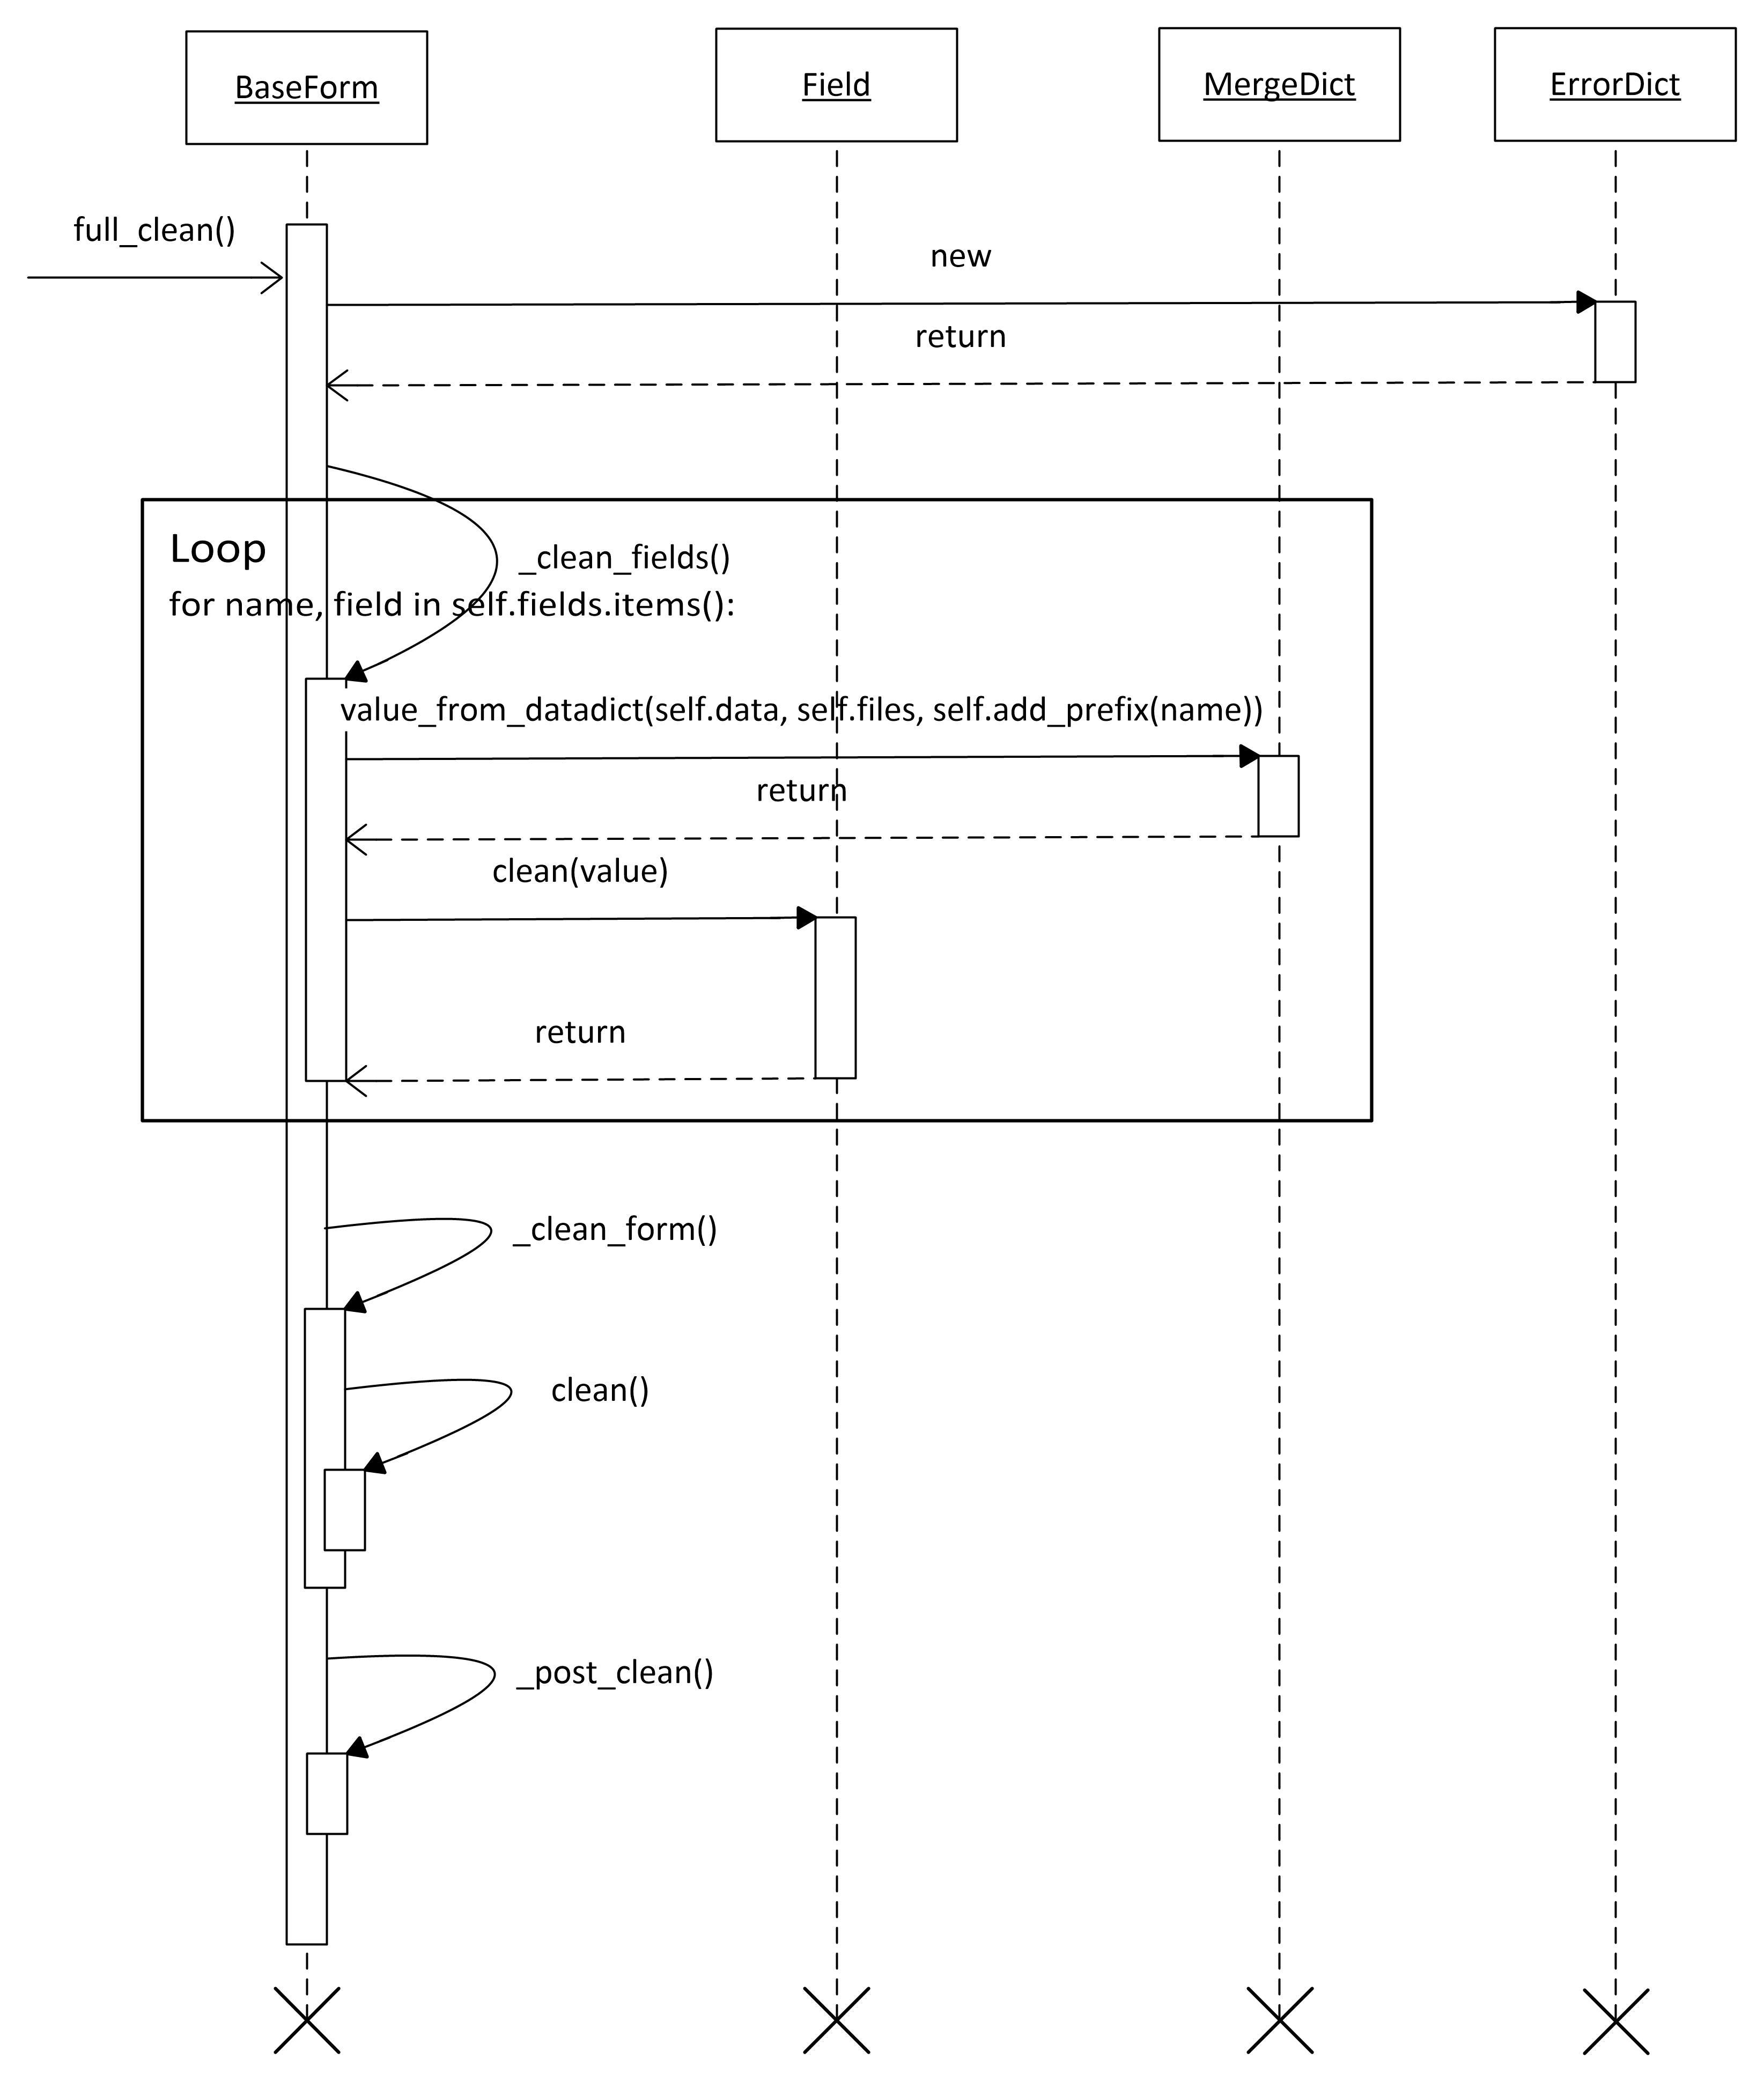 BaseForm
Field
MergeDict
ErrorDict
full_clean()
new
return
Loop
_clean_fields()
for name, field in self.fields.items():
value_from_datadict(self.data, self.files, self.add_prefix(name))
return
clean(value)
return
_clean_form()
clean()
_post_clean()